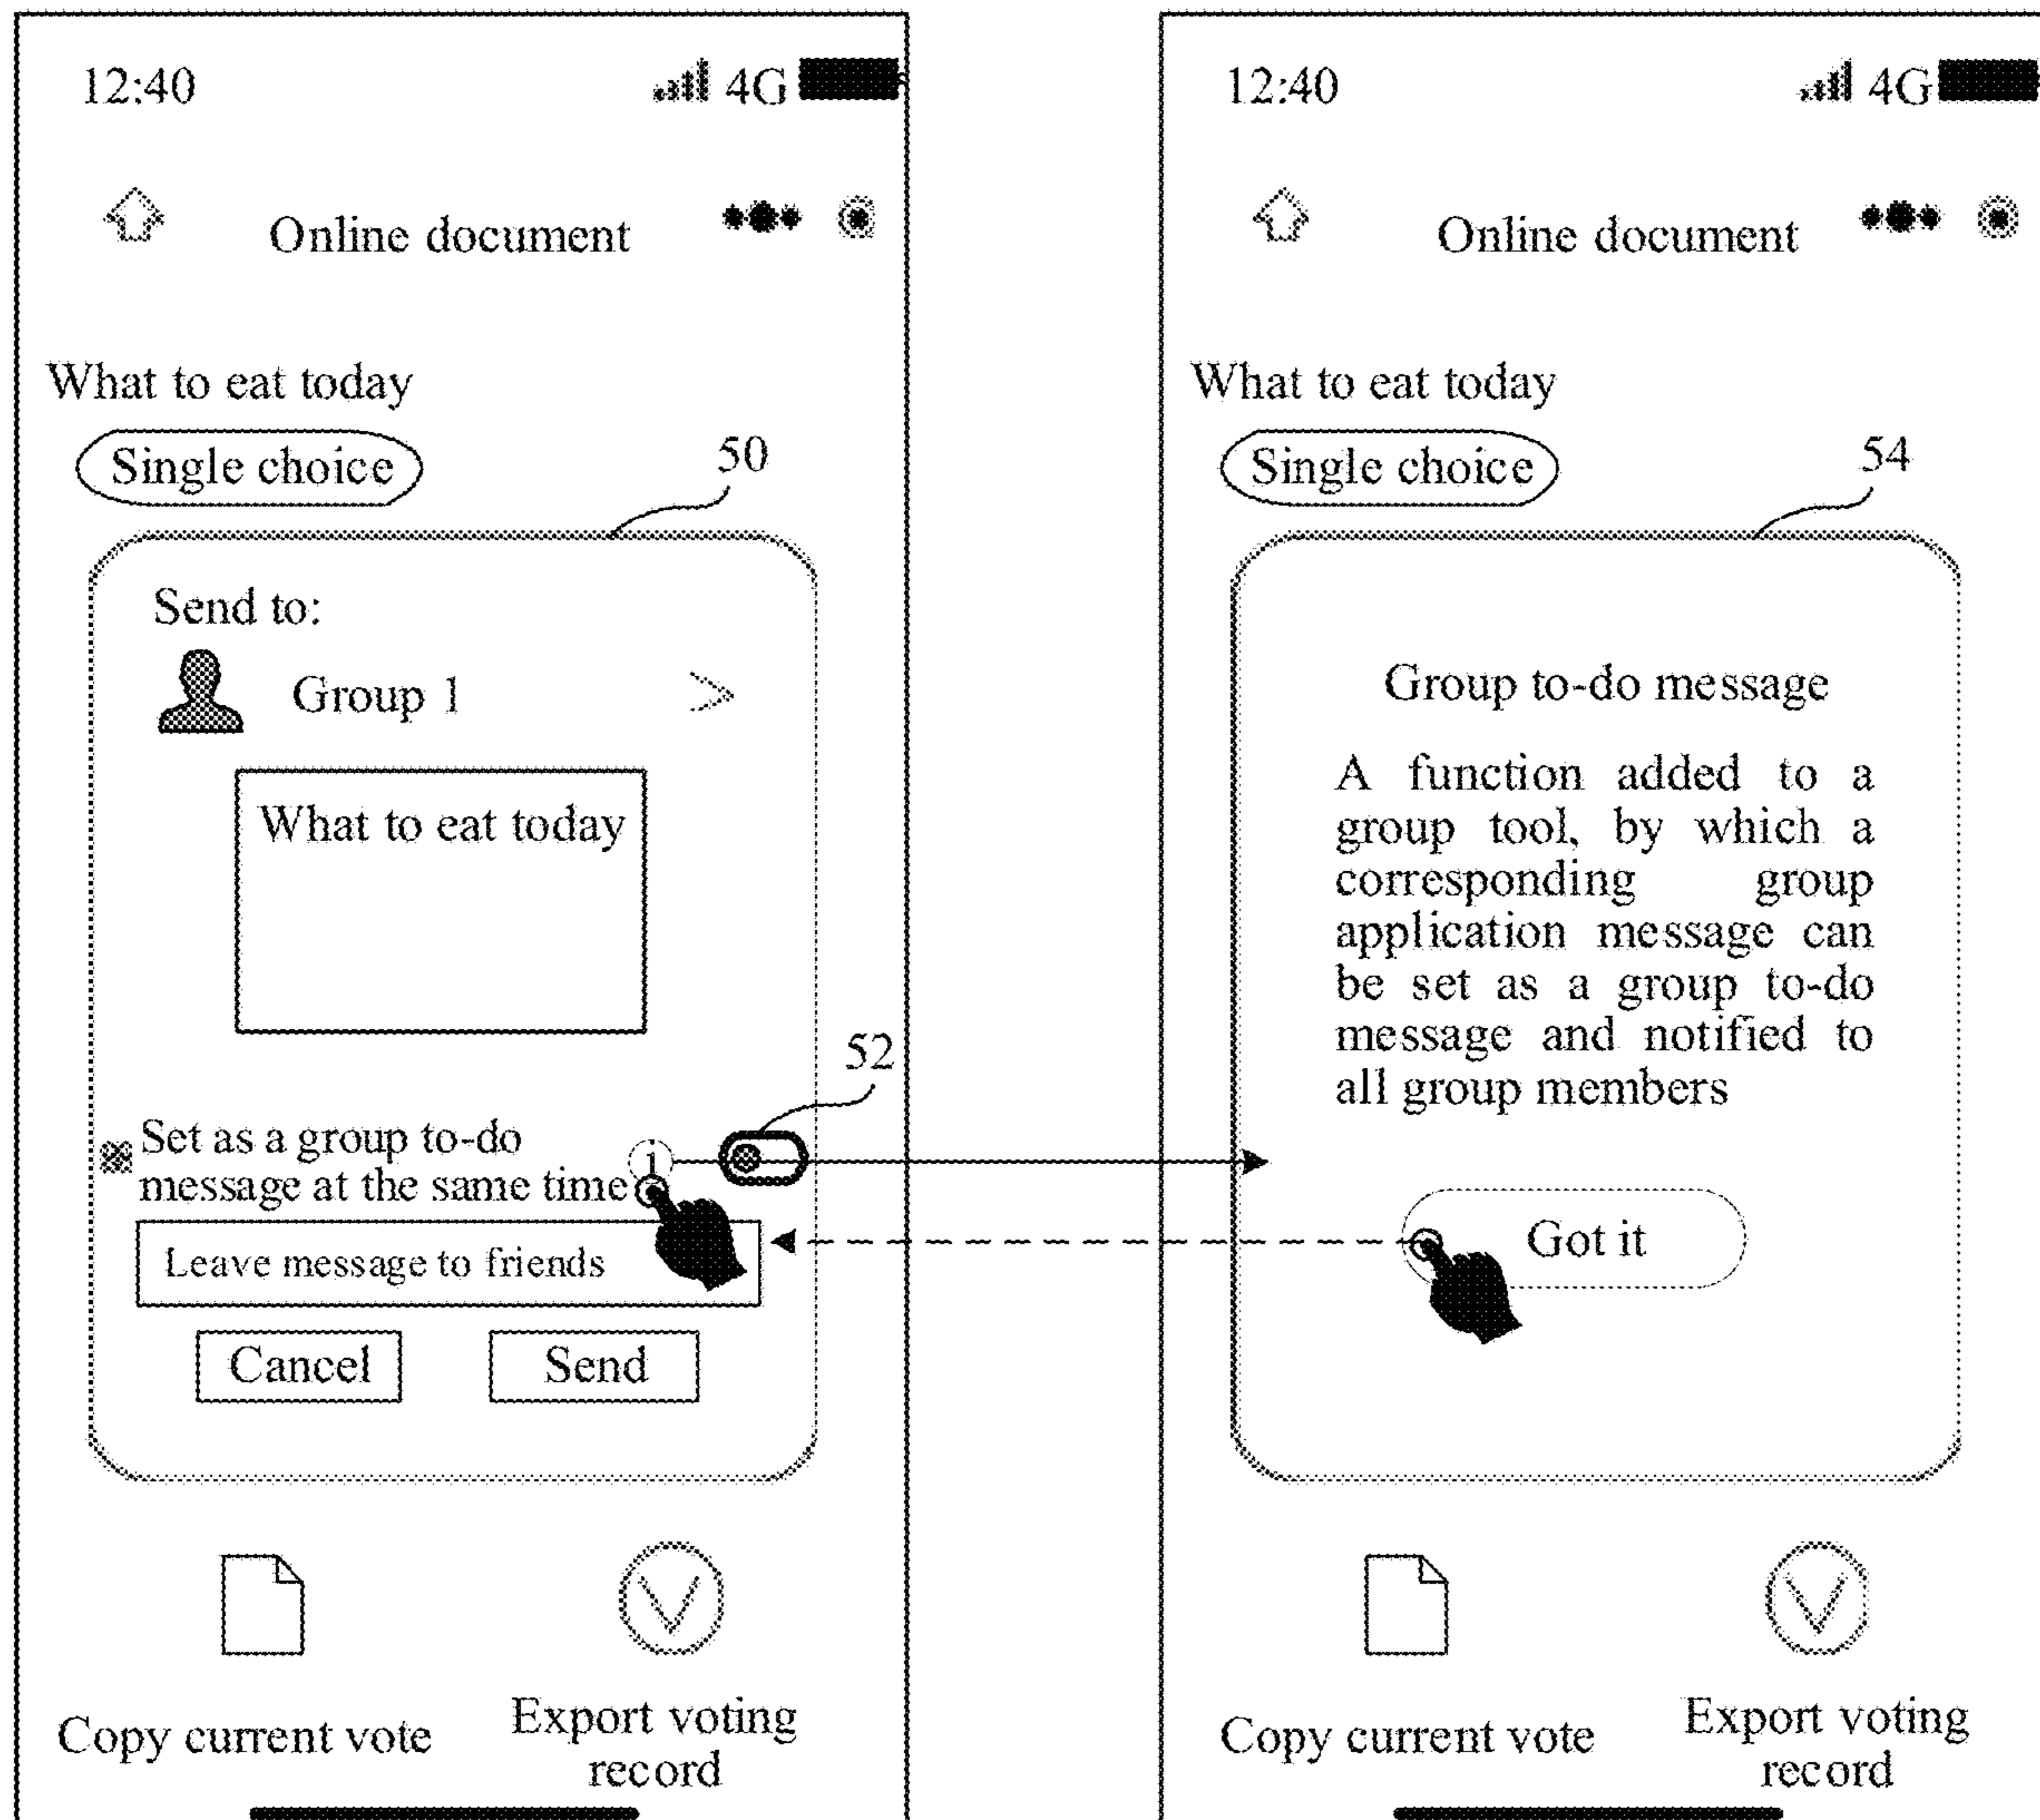 12:40
4G
Online document
What to eat today
Single choice
50
Send to:
Group 1
What to eat today
52
Set as a group to-do
message at the same time
1
Leave message to friends
Cancel
Send
Copy current vote
Export voting
record
12:40
4G
Online document
What to eat today
Single choice
54
Group to-do message
A function added to a
group tool, by which a
corresponding group
application message can
be set as a group to-do
message and notified to
all group members
Got it
Copy current vote
Export voting
record